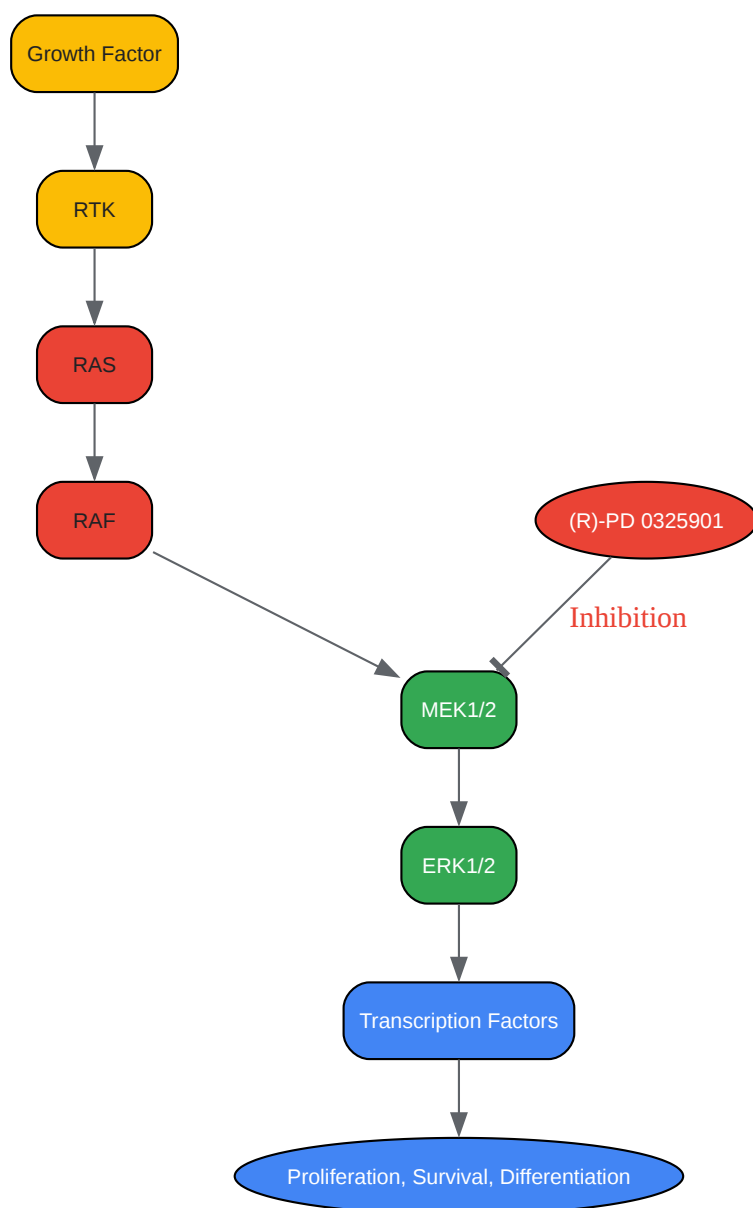 Growth Factor
RTK
RAS
RAF
(R)-PD 0325901
Inhibition
MEK1/2
ERK1/2
Transcription Factors
Proliferation, Survival, Differentiation